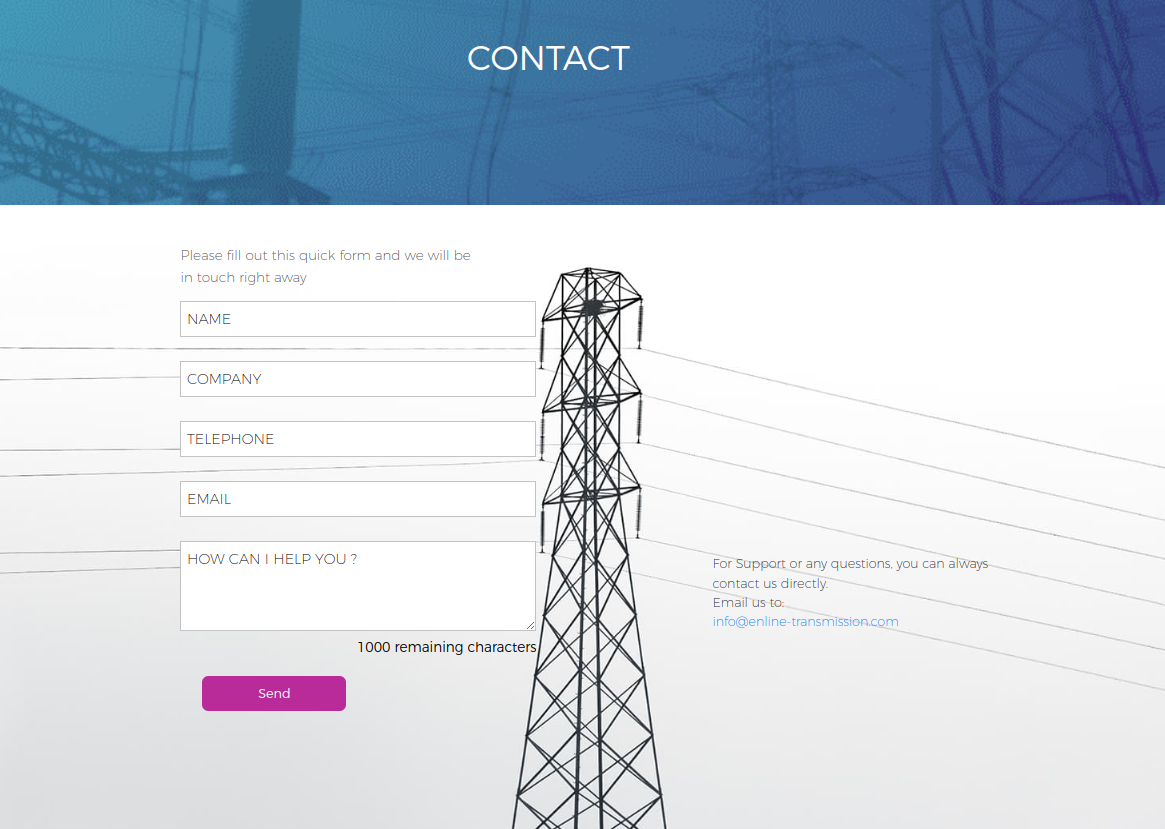 CONTACT
Please fill out this quick form and we will be
in touch right away
NAME
COMPANY
TELEPHONE
EMAIL
HOW CAN I HELP YOU ?
1000 remaining characters
Send
For Support or any questions, you can always
contact us directly.
Email us to:
info@enline-transmission.com